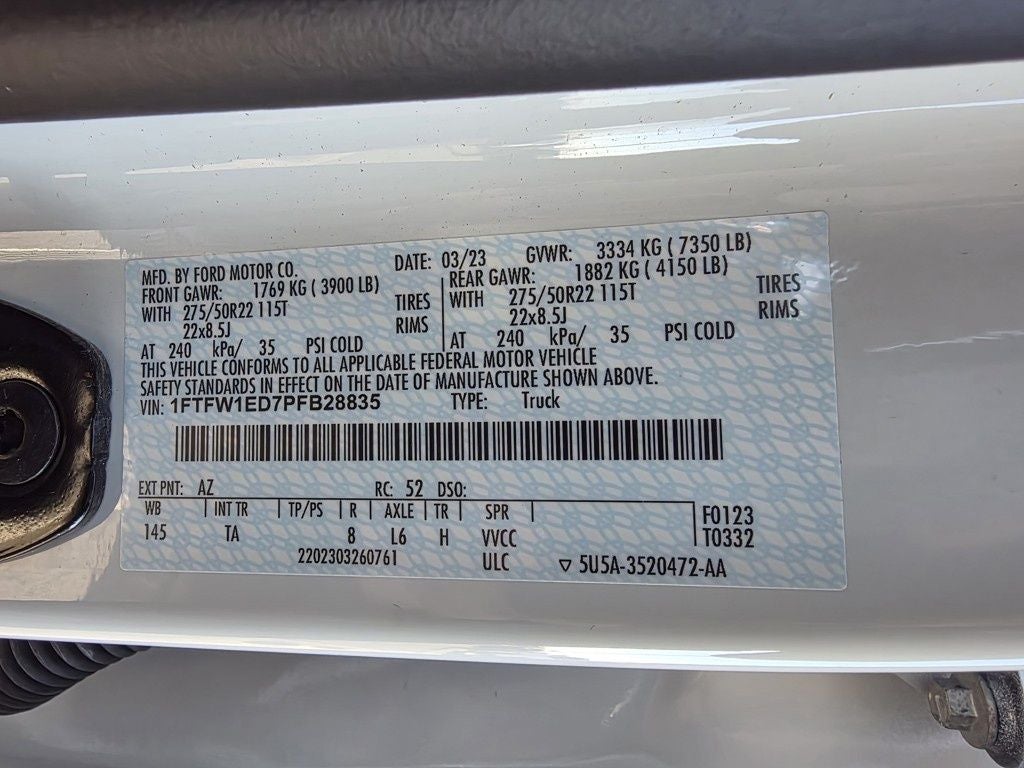 MFD. BY FORD MOTOR CO. DATE: 03/23 GVWR: 3334 KG ( 7350 LB)
FRONT GAWR: 1769 KG ( 3900 LB) REAR GAWR: 1882 KG ( 4150 LB)
WITH 275/50R22 115T TIRES WITH 275/50R22 115T TIRES
22x8.5J RIMS 22x8.5J RIMS
AT 240 kPa/ 35 PSI COLD AT 240 kPa/ 35 PSI COLD
THIS VEHICLE CONFORMS TO ALL APPLICABLE FEDERAL MOTOR VEHICLE
SAFETY STANDARDS IN EFFECT ON THE DATE OF MANUFACTURE SHOWN ABOVE.
VIN: 1FTFW1ED7PFB28835 TYPE: Truck
EXT PNT: AZ RC: 52 DSO:
WB INT TR TP/PS R AXLE TR SPR F0123
145 TA 8 L6 H VVCC T0332
2202303260761 ULC ▽ 5U5A-3520472-AA